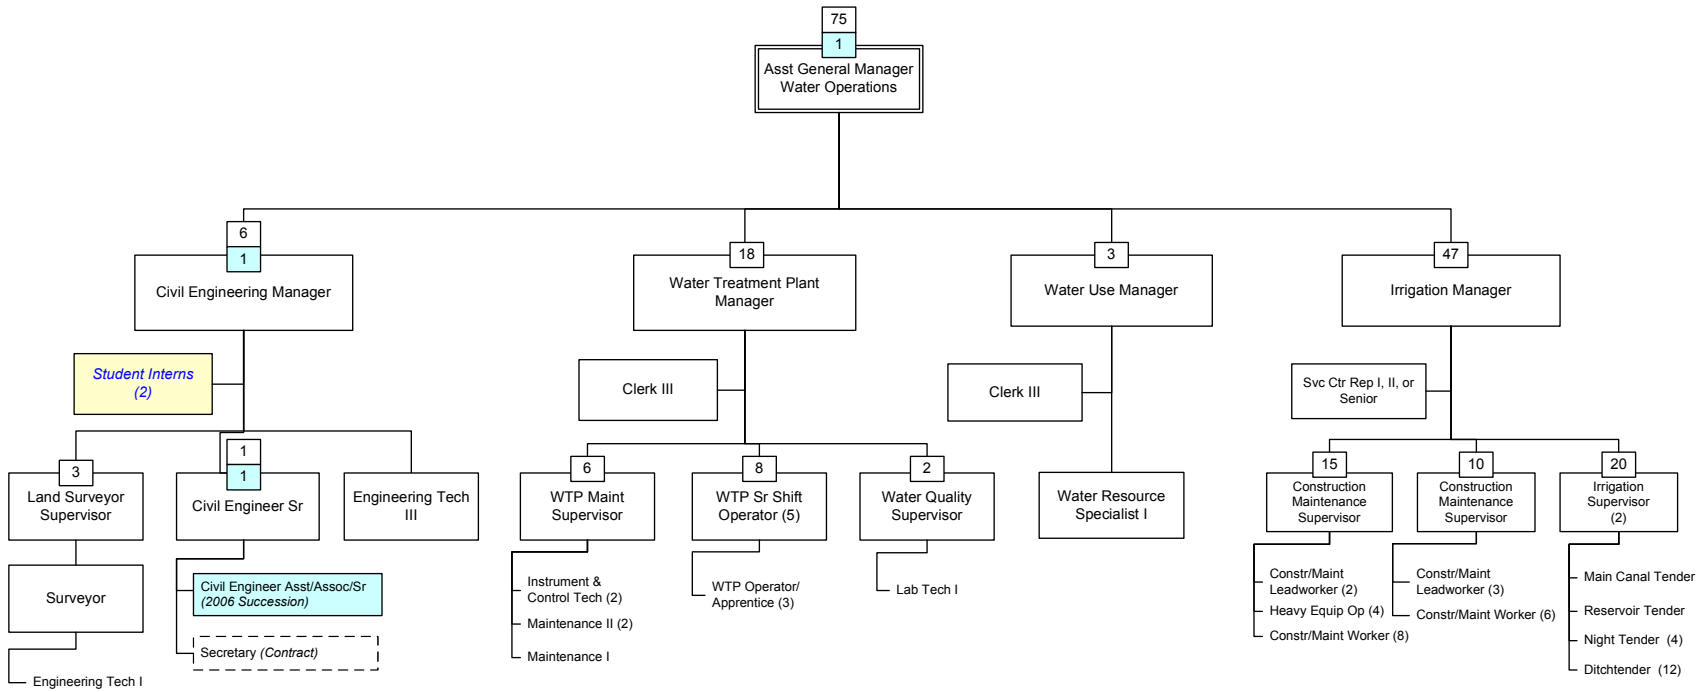 75
1
Asst General Manager
Water Operations
6
1
Civil Engineering Manager
18
Water Treatment Plant
Manager
3
Water Use Manager
47
Irrigation Manager
Student Interns
(2)
Clerk III
Clerk III
Svc Ctr Rep I, II, or
Senior
3
Land Surveyor
Supervisor
1
1
Civil Engineer Sr
Engineering Tech
III
6
WTP Maint
Supervisor
8
WTP Sr Shift
Operator (5)
2
Water Quality
Supervisor
Water Resource
Specialist I
15
Construction
Maintenance
Supervisor
10
Construction
Maintenance
Supervisor
20
Irrigation
Supervisor
(2)
Surveyor
Engineering Tech I
Civil Engineer Asst/Assoc/Sr
(2006 Succession)
Secretary (Contract)
Instrument &
Control Tech (2)
Maintenance II (2)
Maintenance I
WTP Operator/
Apprentice (3)
Lab Tech I
Constr/Maint
Leadworker (2)
Heavy Equip Op (4)
Constr/Maint Worker (8)
Constr/Maint
Leadworker (3)
Constr/Maint Worker (6)
Main Canal Tender
Reservoir Tender
Night Tender (4)
Ditchtender (12)